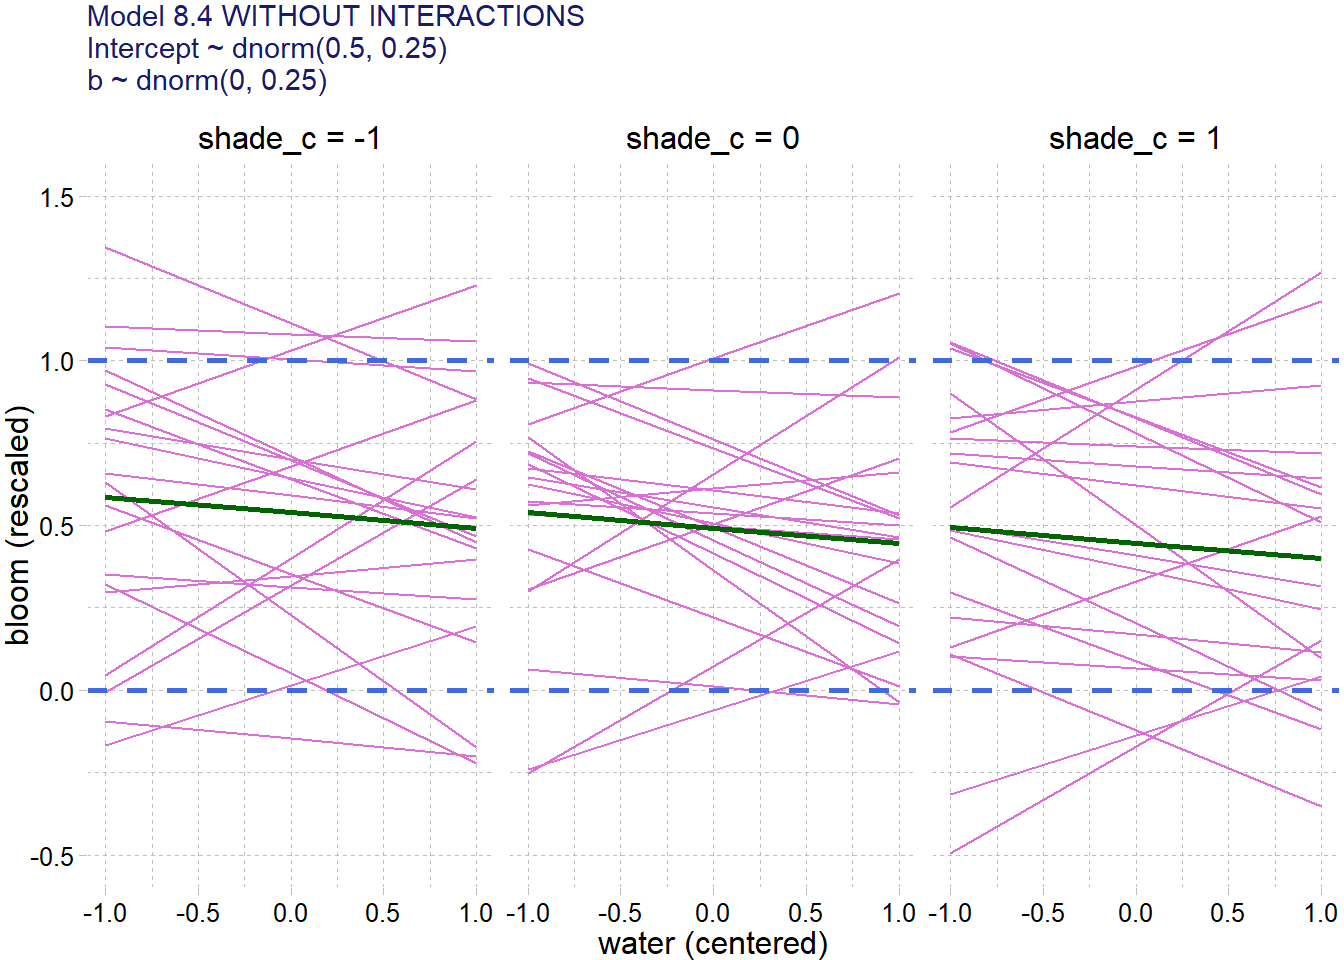 Model 8.4 WITHOUT INTERACTIONS
Intercept ~ dnorm(0.5, 0.25)
b ~ dnorm(0, 0.25)
shade_c = -1 shade_c = 0 shade_c = 1
1.5
1.0
0.5
0.0
-0.5
bloom (rescaled)
-1.0 -0.5 0.0 0.5 1.0 -1.0 -0.5 0.0 0.5 1.0 -1.0 -0.5 0.0 0.5 1.0
water (centered)